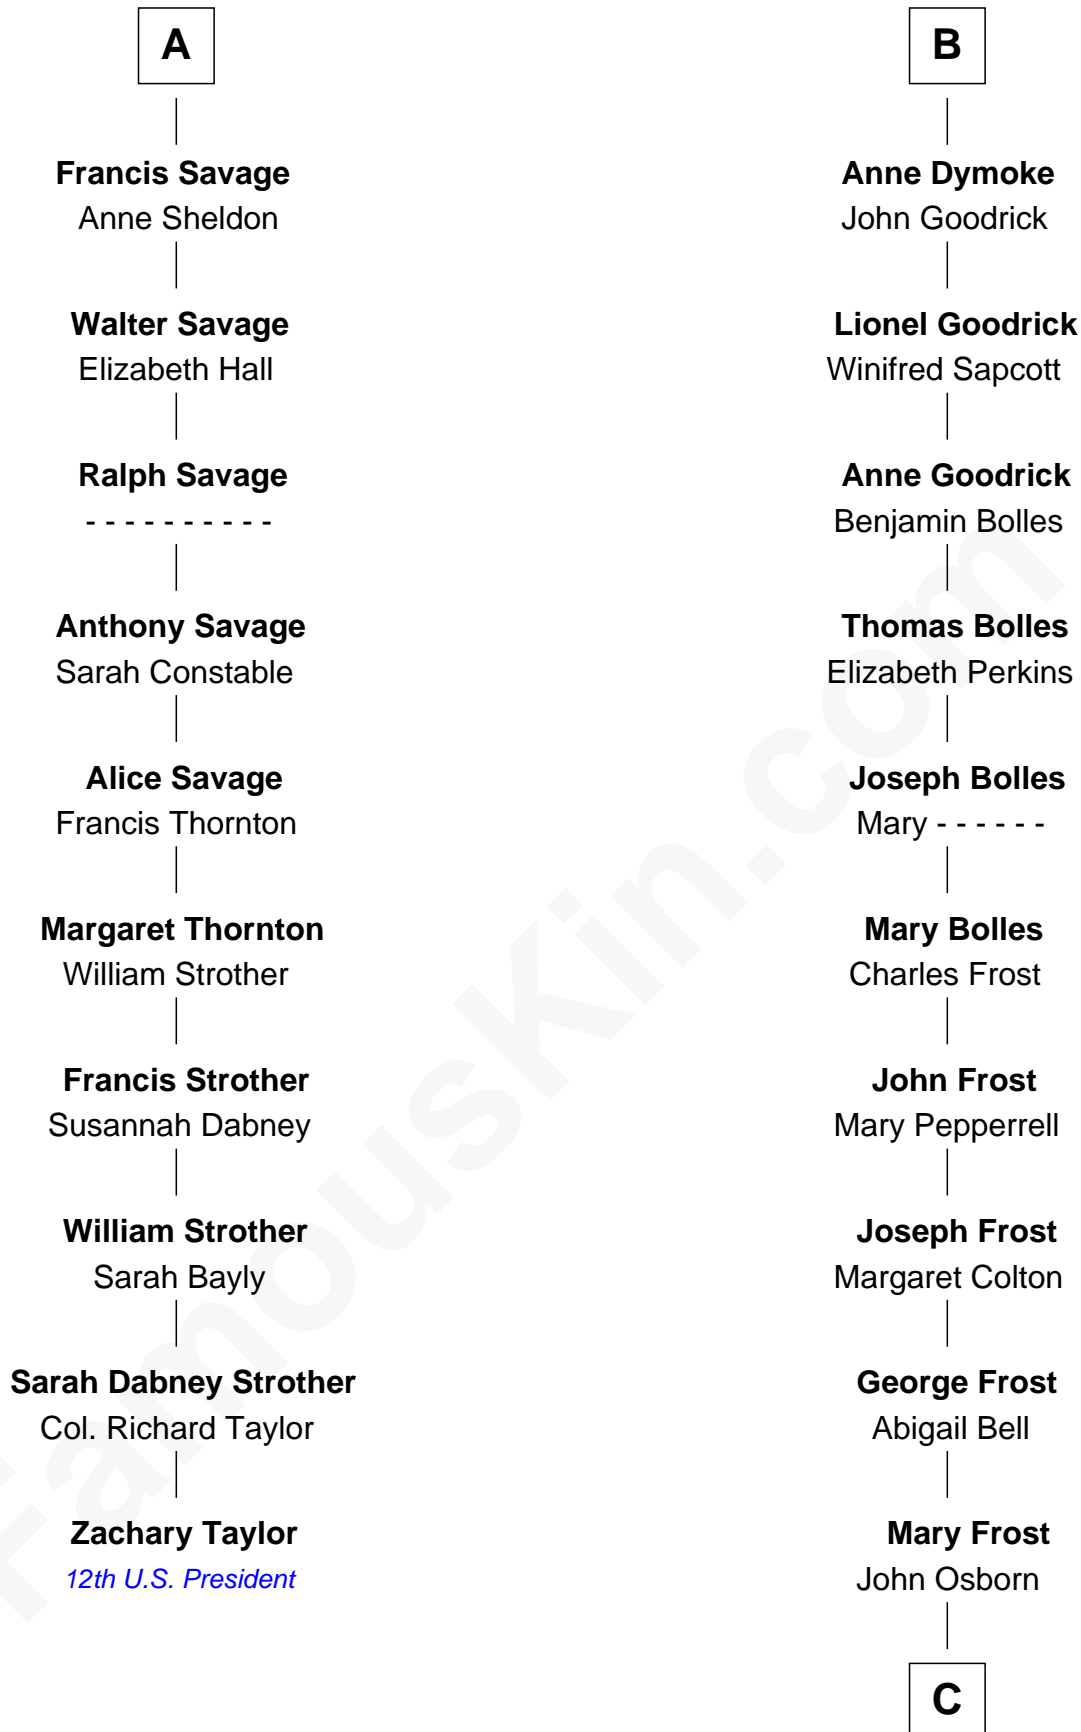 A
Francis Savage
Anne Sheldon
Walter Savage
Elizabeth Hall
Ralph Savage
- - - - - - - - - -
Anthony Savage
Sarah Constable
Alice Savage
Francis Thornton
Margaret Thornton
William Strother
Francis Strother
Susannah Dabney
William Strother
Sarah Bayly
Sarah Dabney Strother
Col. Richard Taylor
Zachary Taylor
12th U.S. President
B
Anne Dymoke
John Goodrick
Lionel Goodrick
Winifred Sapcott
Anne Goodrick
Benjamin Bolles
Thomas Bolles
Elizabeth Perkins
Joseph Bolles
Mary - - - - - -
Mary Bolles
Charles Frost
John Frost
Mary Pepperrell
Joseph Frost
Margaret Colton
George Frost
Abigail Bell
Mary Frost
John Osborn
C
FamousKin.com